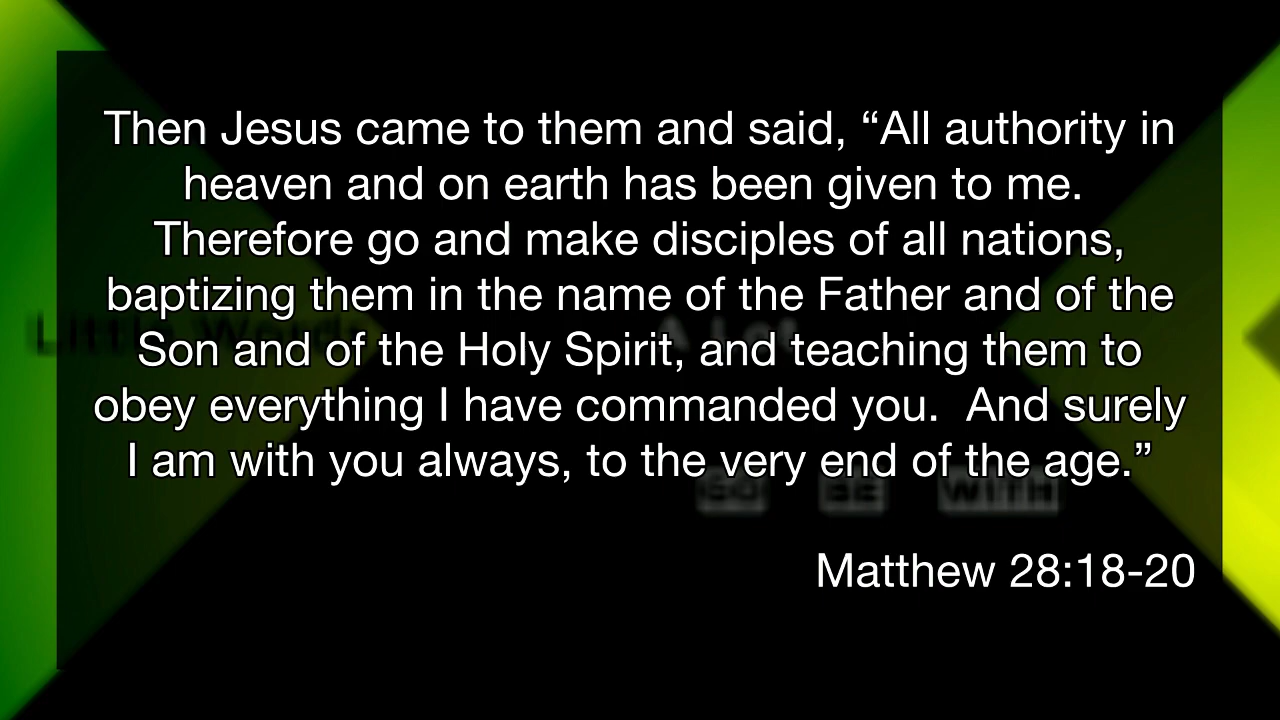 Then Jesus came to them and said, “All authority in
heaven and on earth has been given to me.
Therefore go and make disciples of all nations,
baptizing them in the name of the Father and of the
Son and of the Holy Spirit, and teaching them to
obey everything I have commanded you.  And surely
I am with you always, to the very end of the age.”
Matthew 28:18-20